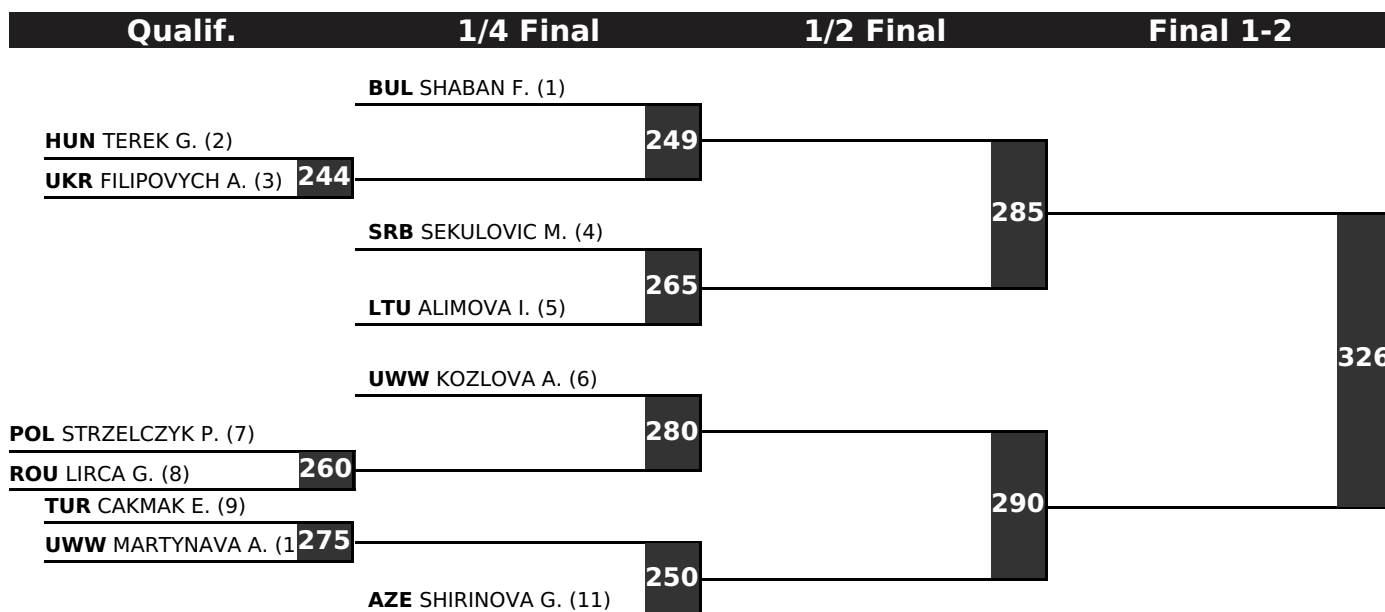 Qualif. 1/4 Final 1/2 Final Final 1-2
BUL SHABAN F. (1)
HUN TEREK G. (2)
249
UKR FILIPOVYCH A. (3) 244
285
SRB SEKULOVIC M. (4)
265
LTU ALIMOVA I. (5)
326
UWW KOZLOVA A. (6)
POL STRZELCZYK P. (7)
280
ROU LIRCA G. (8) 260
TUR CAKMAK E. (9)
290
UWW MARTYNAVA A. (1 275
250
AZE SHIRINOVA G. (11)